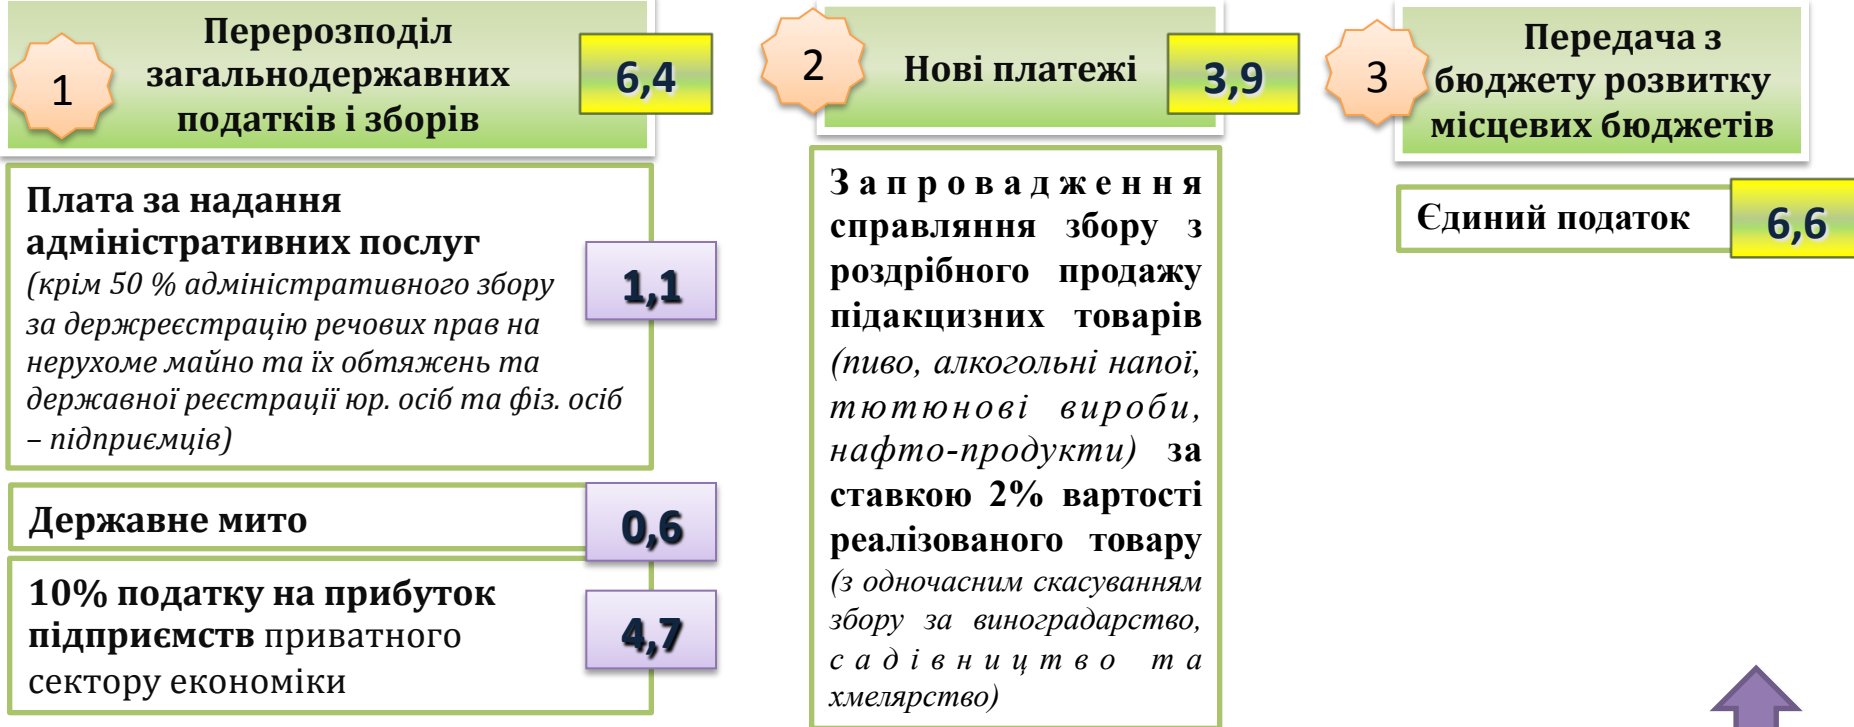 1
Перерозподіл
загальнодержавних
податків і зборів
6,4
Плата за надання
адміністративних послуг
(крім 50 % адміністративного збору
за держреєстрацію речових прав на
нерухоме майно та їх обтяжень та
державної реєстрації юр. осіб та фіз. осіб
– підприємців)
1,1
Державне мито
0,6
10% податку на прибуток
підприємств приватного
сектору економіки
4,7
2
Нові платежі
3,9
Запровадження
справляння збору з
роздрібного продажу
підакцизних товарів
(пиво, алкогольні напої,
тютюнові вироби,
нафто-продукти) за
ставкою 2% вартості
реалізованого товару
(з одночасним скасуванням
збору за виноградарство,
садівництво та
хмелярство)
3
Передача з
бюджету розвитку
місцевих бюджетів
Єдиний податок
6,6